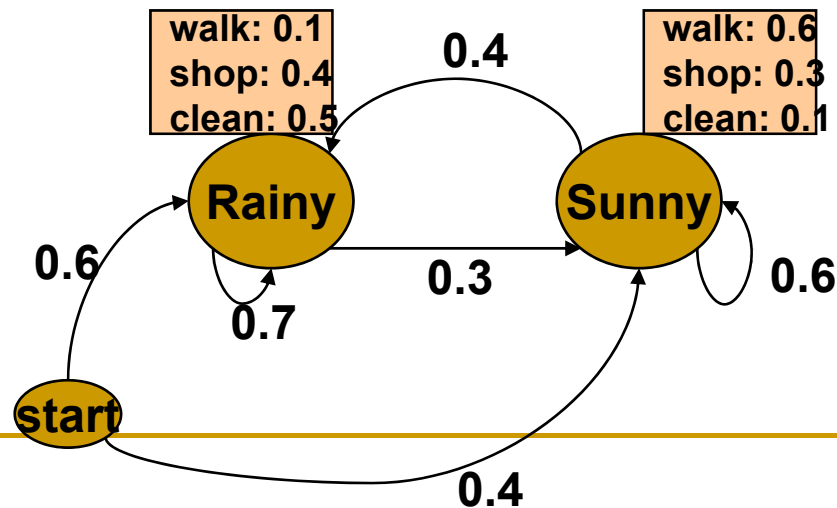 walk: 0.1
shop: 0.4
clean: 0.5
0.4
walk: 0.6
shop: 0.3
clean: 0.1
Rainy
Sunny
0.6
0.3
0.6
0.7
start
0.4